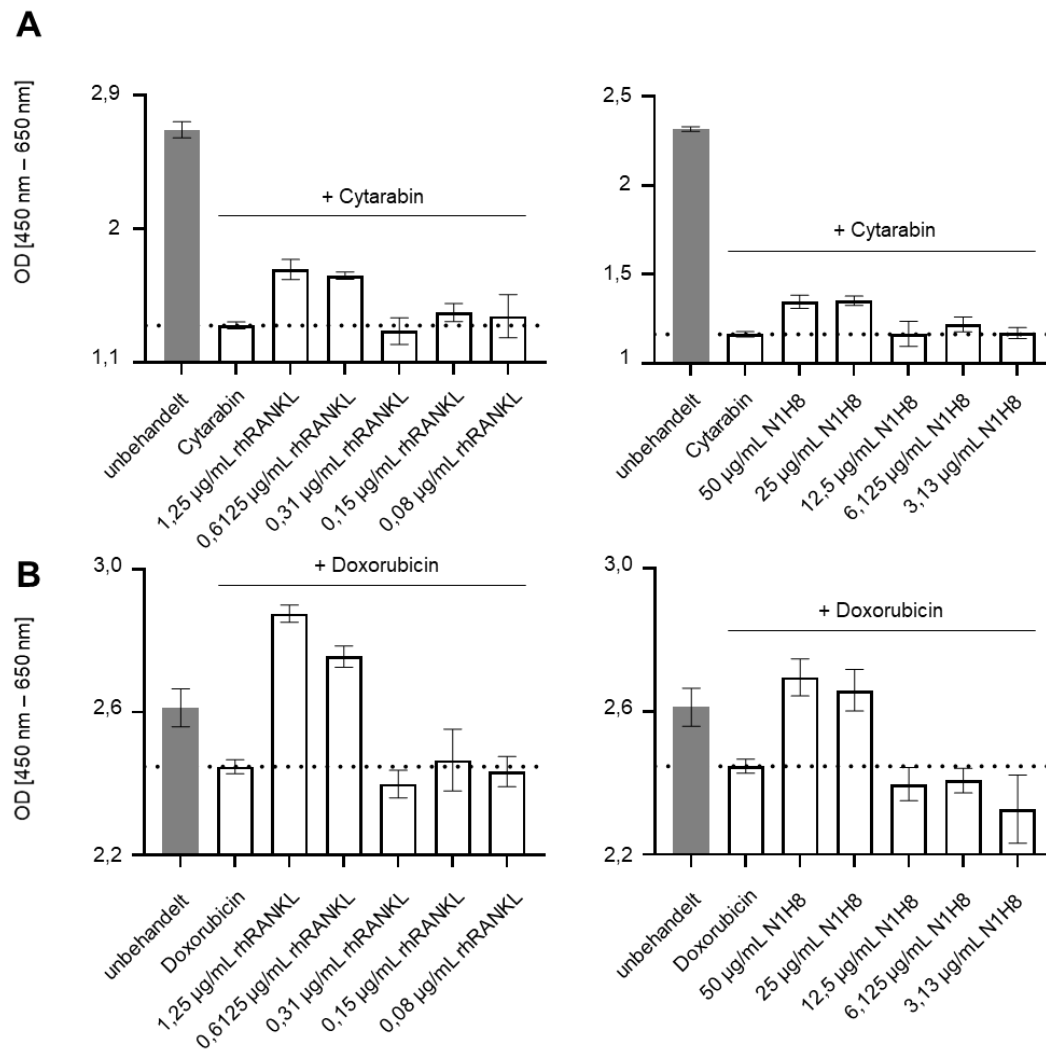 A
OD [450 nm – 650 nm]
2,9
2
1,1
+ Cytarabin
unbehandelt
Cytarabin
1,25 µg/mL rhRANKL
0,6125 µg/mL rhRANKL
0,31 µg/mL rhRANKL
0,15 µg/mL rhRANKL
0,08 µg/mL rhRANKL
2,5
2
1,5
1
+ Cytarabin
unbehandelt
Cytarabin
50 µg/mL N1H8
25 µg/mL N1H8
12,5 µg/mL N1H8
6,125 µg/mL N1H8
3,13 µg/mL N1H8
B
OD [450 nm – 650 nm]
3,0
2,6
2,2
+ Doxorubicin
unbehandelt
Doxorubicin
1,25 µg/mL rhRANKL
0,6125 µg/mL rhRANKL
0,31 µg/mL rhRANKL
0,15 µg/mL rhRANKL
0,08 µg/mL rhRANKL
3,0
2,6
2,2
+ Doxorubicin
unbehandelt
Doxorubicin
50 µg/mL N1H8
25 µg/mL N1H8
12,5 µg/mL N1H8
6,125 µg/mL N1H8
3,13 µg/mL N1H8